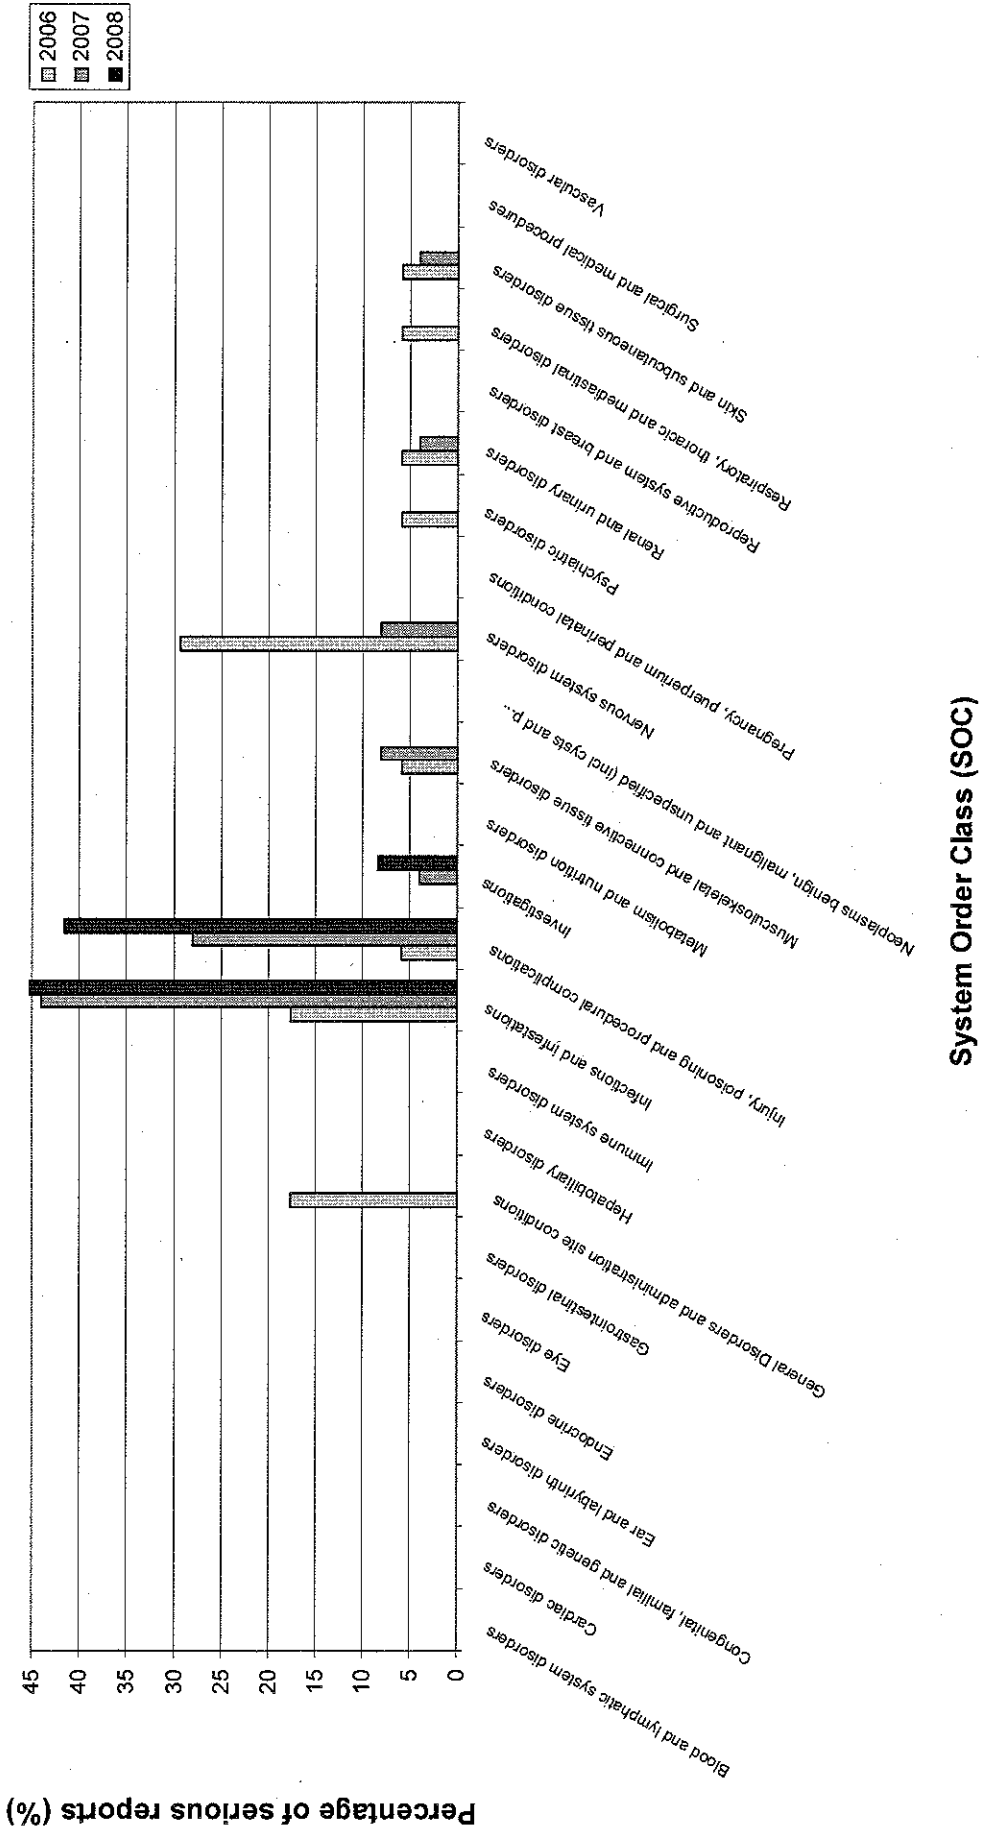 Percentage of serious reports (%)
45
40
35
30
25
20
15
10
5
0
Blood and lymphatic system disorders
Cardiac disorders
Congenital, familial and genetic disorders
Ear and labyrinth disorders
Endocrine disorders
Eye disorders
Gastrointestinal disorders
General Disorders and administration site conditions
Hepatobiliary disorders
Immune system disorders
Infections and infestations
Injury, poisoning and procedural complications
Investigations
Metabolism and nutrition disorders
Musculoskeletal and connective tissue disorders
Neoplasms benign, malignant and unspecified (incl cysts and p...
Nervous system disorders
Pregnancy, puerperium and perinatal conditions
Psychiatric disorders
Renal and urinary disorders
Reproductive system and breast disorders
Respiratory, thoracic and mediastinal disorders
Skin and subcutaneous tissue disorders
Surgical and medical procedures
Vascular disorders
System Order Class (SOC)
2006
2007
2008